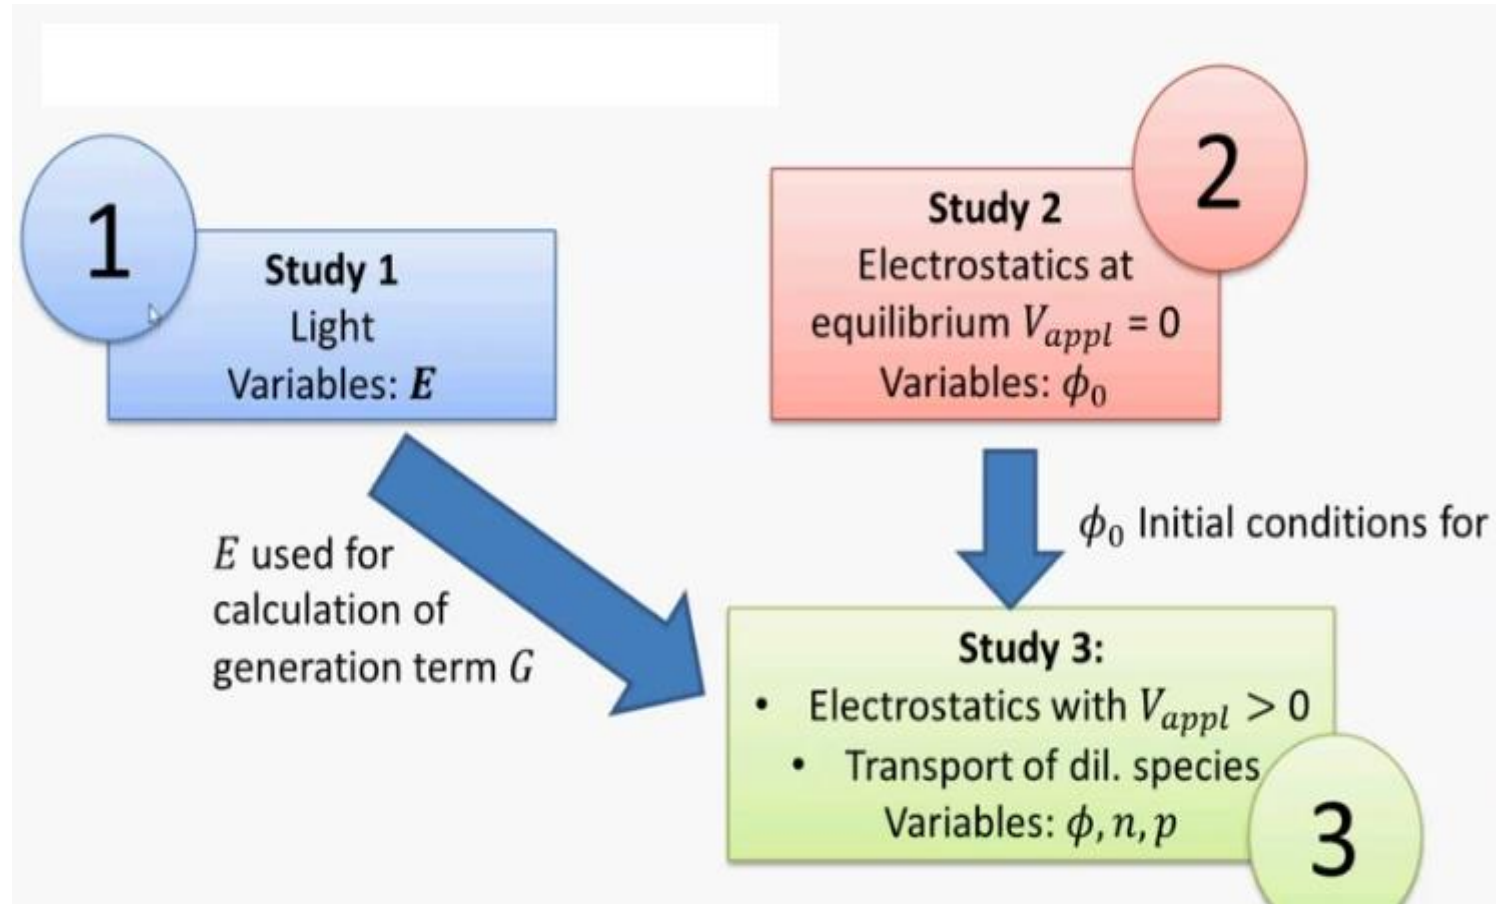 1
Study 1
Light
Variables: E
2
Study 2
Electrostatics at
equilibrium V_appl = 0
Variables: ϕ₀
E used for
calculation of
generation term G
ϕ₀ Initial conditions for
Study 3:
• Electrostatics with V_appl > 0
• Transport of dil. species
Variables: ϕ, n, p
3